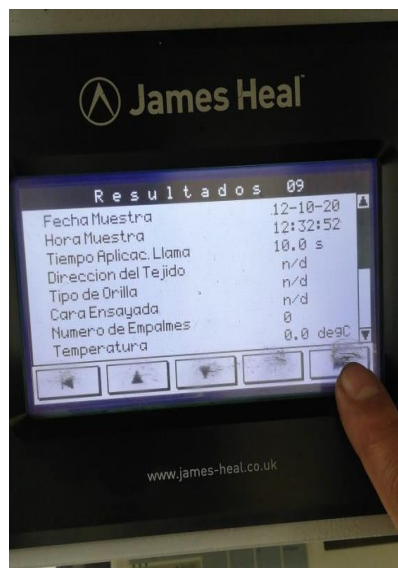 James Heal
Resultados 09
Fecha Muestra 12-10-20
Hora Muestra 12:32:52
Tiempo Aplicac. Llama 10.0 s
Direccion del Tejido n/d
Tipo de Orilla n/d
Cara Ensayada n/d
Numero de Empalmes 0
Temperatura 0.0 degC
www.james-heal.co.uk